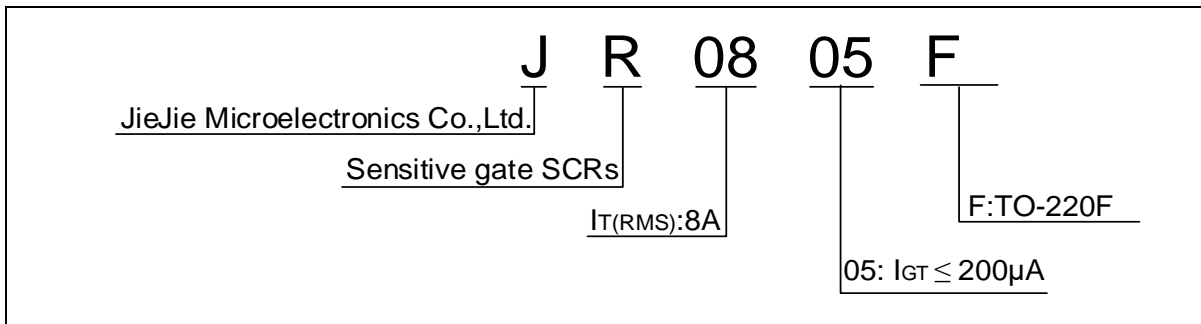 J R 08 05 F
JieJie Microelectronics Co.,Ltd.
Sensitive gate SCRs
IT(RMS):8A
F:TO-220F
05: IGT ≤ 200µA